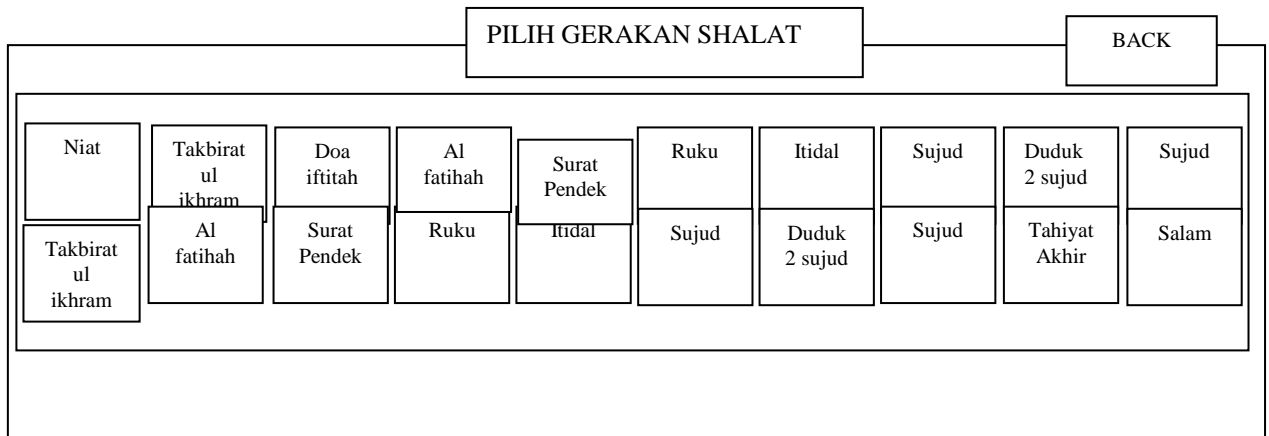 PILIH GERAKAN SHALAT
BACK
Niat
Takbirat
ul
ikhram
Doa
iftitah
Al
fatihah
Surat
Pendek
Ruku
Itidal
Sujud
Duduk
2 sujud
Sujud
Takbirat
ul
ikhram
Al
fatihah
Surat
Pendek
Ruku
Itidal
Sujud
Duduk
2 sujud
Sujud
Tahiyat
Akhir
Salam